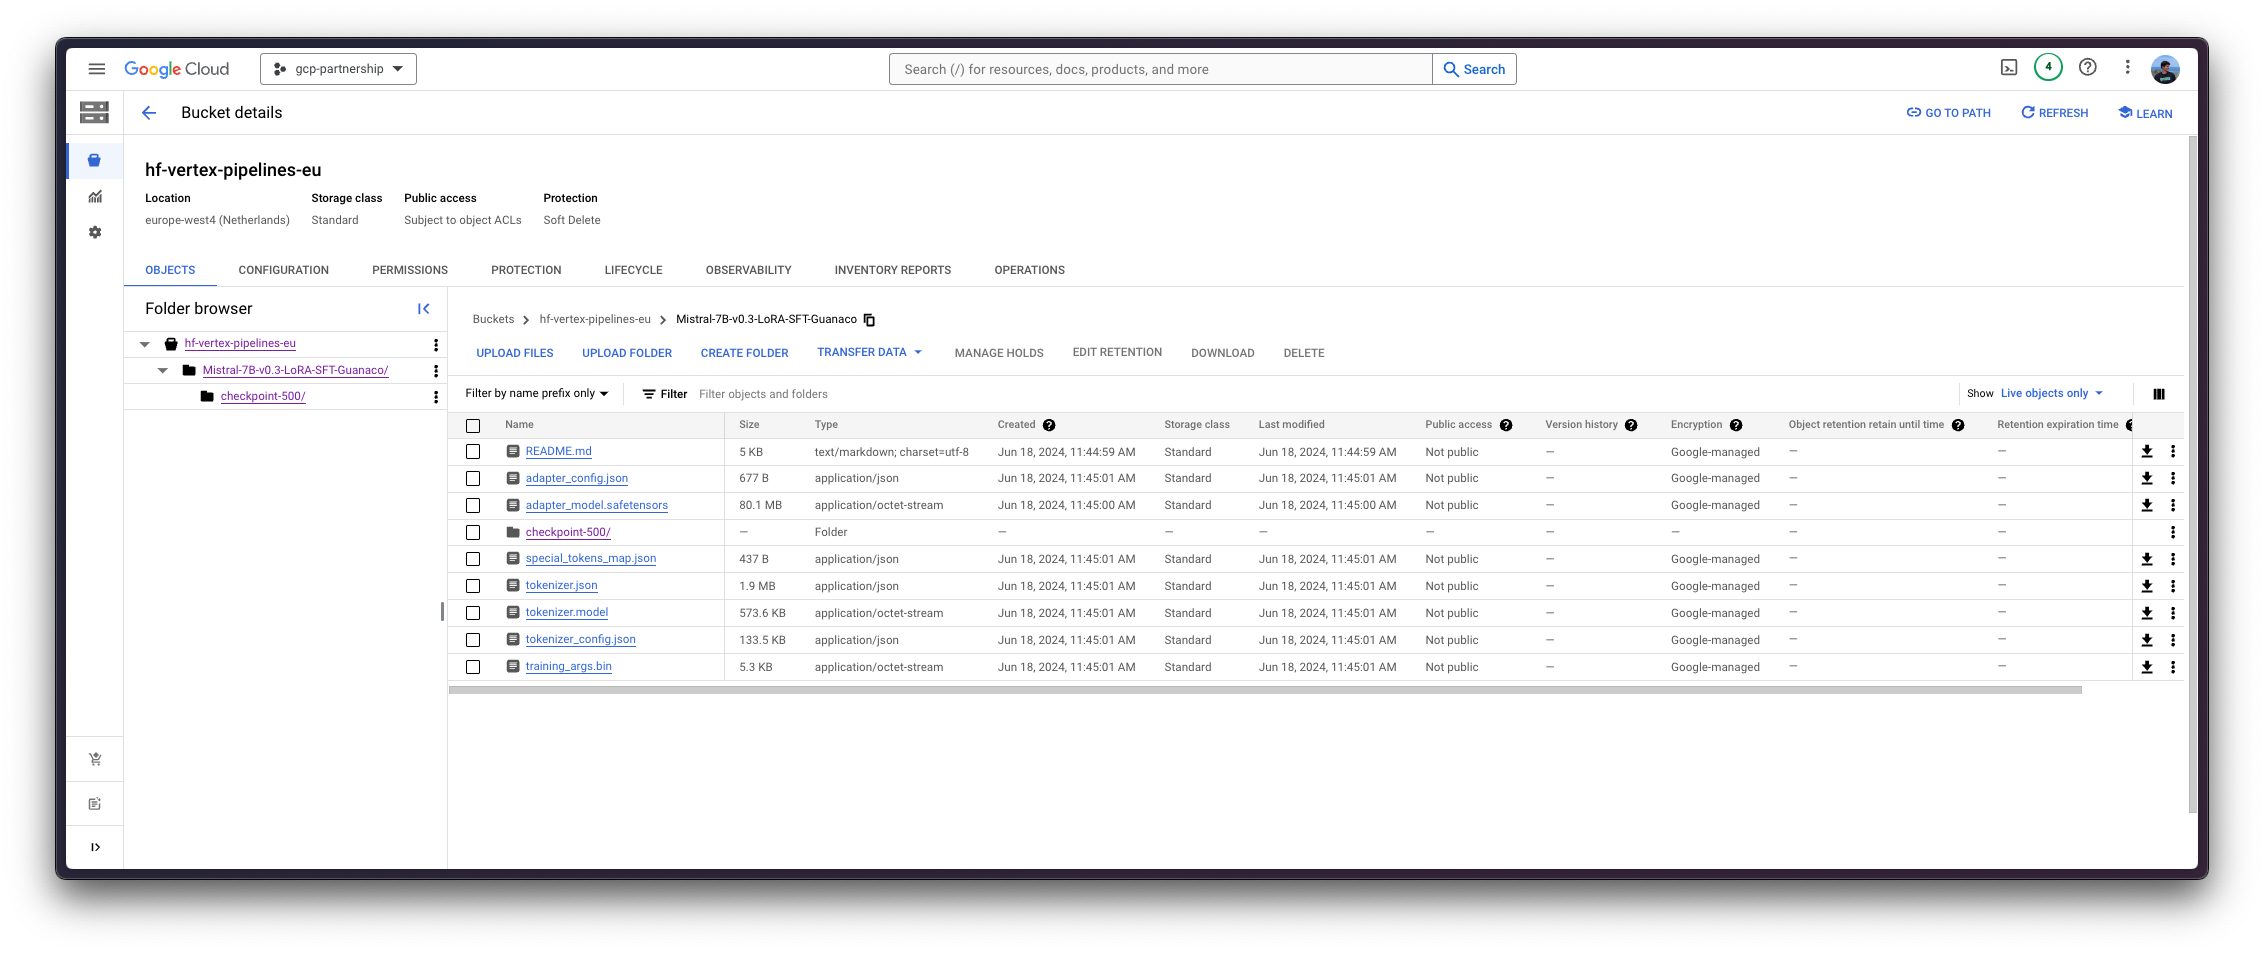 Google Cloud gcp-partnership Search (/) for resources, docs, products, and more Search 4
Bucket details GO TO PATH REFRESH LEARN
hf-vertex-pipelines-eu
Location Storage class Public access Protection
europe-west4 (Netherlands) Standard Subject to object ACLs Soft Delete
OBJECTS CONFIGURATION PERMISSIONS PROTECTION LIFECYCLE OBSERVABILITY INVENTORY REPORTS OPERATIONS
Folder browser
hf-vertex-pipelines-eu
Mistral-7B-v0.3-LoRA-SFT-Guanaco/
checkpoint-500/
Buckets hf-vertex-pipelines-eu Mistral-7B-v0.3-LoRA-SFT-Guanaco
UPLOAD FILES UPLOAD FOLDER CREATE FOLDER TRANSFER DATA MANAGE HOLDS EDIT RETENTION DOWNLOAD DELETE
Filter by name prefix only Filter Filter objects and folders Show Live objects only
Name Size Type Created Storage class Last modified Public access Version history Encryption Object retention retain until time Retention expiration time
README.md 5 KB text/markdown; charset=utf-8 Jun 18, 2024, 11:44:59 AM Standard Jun 18, 2024, 11:44:59 AM Not public — Google-managed — —
adapter_config.json 677 B application/json Jun 18, 2024, 11:45:01 AM Standard Jun 18, 2024, 11:45:01 AM Not public — Google-managed — —
adapter_model.safetensors 80.1 MB application/octet-stream Jun 18, 2024, 11:45:00 AM Standard Jun 18, 2024, 11:45:00 AM Not public — Google-managed — —
checkpoint-500/ — Folder — — — — — — — —
special_tokens_map.json 437 B application/json Jun 18, 2024, 11:45:01 AM Standard Jun 18, 2024, 11:45:01 AM Not public — Google-managed — —
tokenizer.json 1.9 MB application/json Jun 18, 2024, 11:45:01 AM Standard Jun 18, 2024, 11:45:01 AM Not public — Google-managed — —
tokenizer.model 573.6 KB application/octet-stream Jun 18, 2024, 11:45:01 AM Standard Jun 18, 2024, 11:45:01 AM Not public — Google-managed — —
tokenizer_config.json 133.5 KB application/json Jun 18, 2024, 11:45:01 AM Standard Jun 18, 2024, 11:45:01 AM Not public — Google-managed — —
training_args.bin 5.3 KB application/octet-stream Jun 18, 2024, 11:45:01 AM Standard Jun 18, 2024, 11:45:01 AM Not public — Google-managed — —